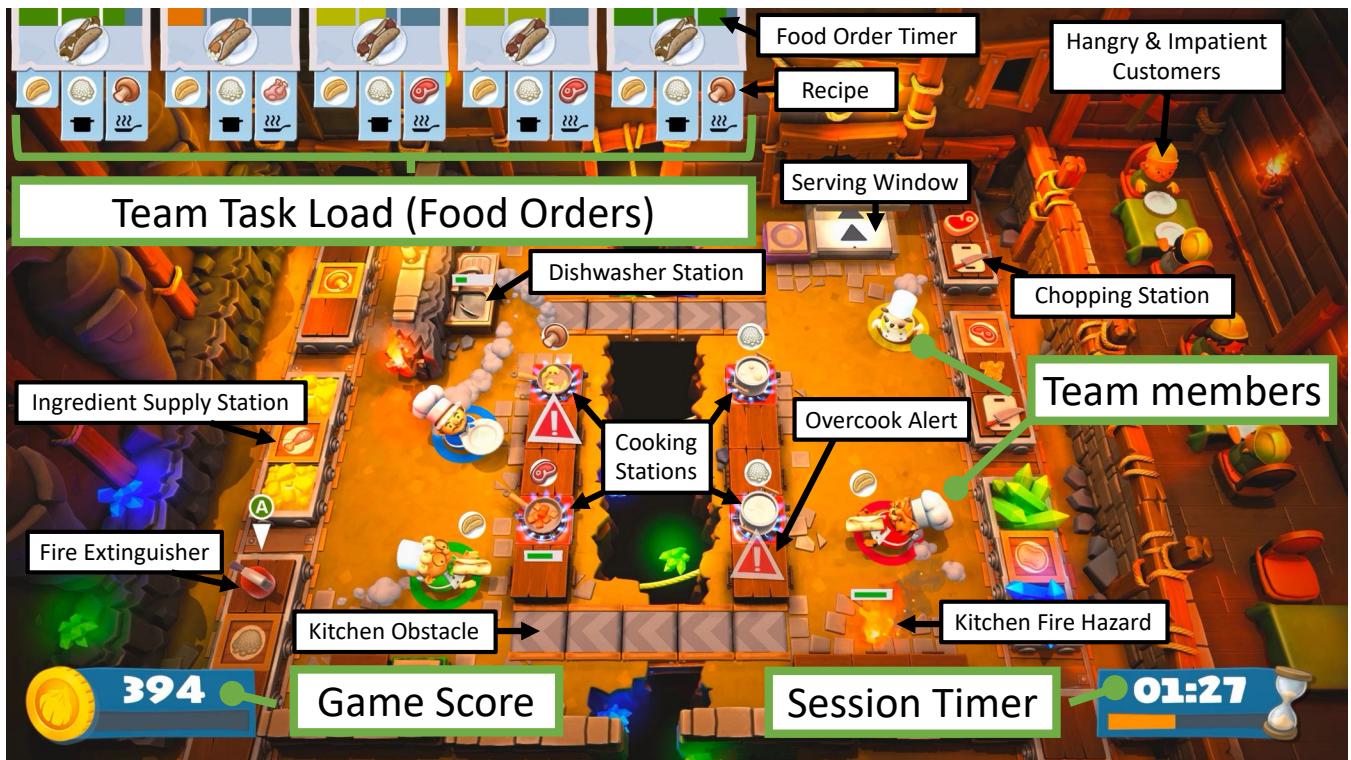 Food Order Timer
Hangry & Impatient
Customers
Recipe
Serving Window
Team Task Load (Food Orders)
Dishwasher Station
Chopping Station
Team members
Ingredient Supply Station
Overcook Alert
Cooking
Stations
A
Fire Extinguisher
Kitchen Obstacle
Kitchen Fire Hazard
394
Game Score
Session Timer
01:27